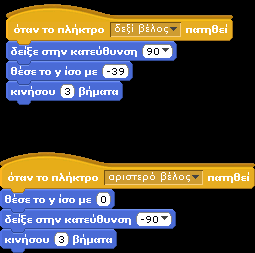 όταν το πλήκτρο δεξί βέλος πατηθεί
δείξε στην κατεύθυνση 90
θέσε το y ίσο με -39
κινήσου 3 βήματα
όταν το πλήκτρο αριστερό βέλος πατηθεί
θέσε το y ίσο με 0
δείξε στην κατεύθυνση -90
κινήσου 3 βήματα